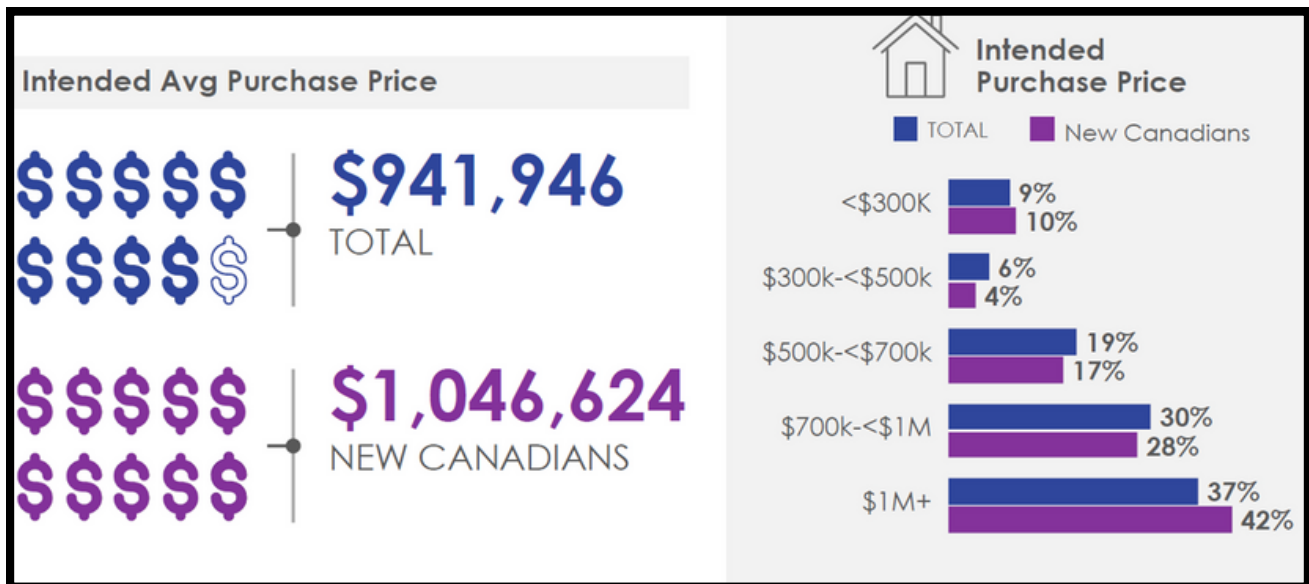 Intended Avg Purchase Price
$$$$$
$941,946
TOTAL
$$$$$
$$$$$
$1,046,624
NEW CANADIANS
$$$$$
Intended
Purchase Price
TOTAL New Canadians
<$300K 9%
10%
$300k-<$500k 6%
4%
$500k-<$700k 19%
17%
$700k-<$1M 30%
28%
$1M+ 37%
42%